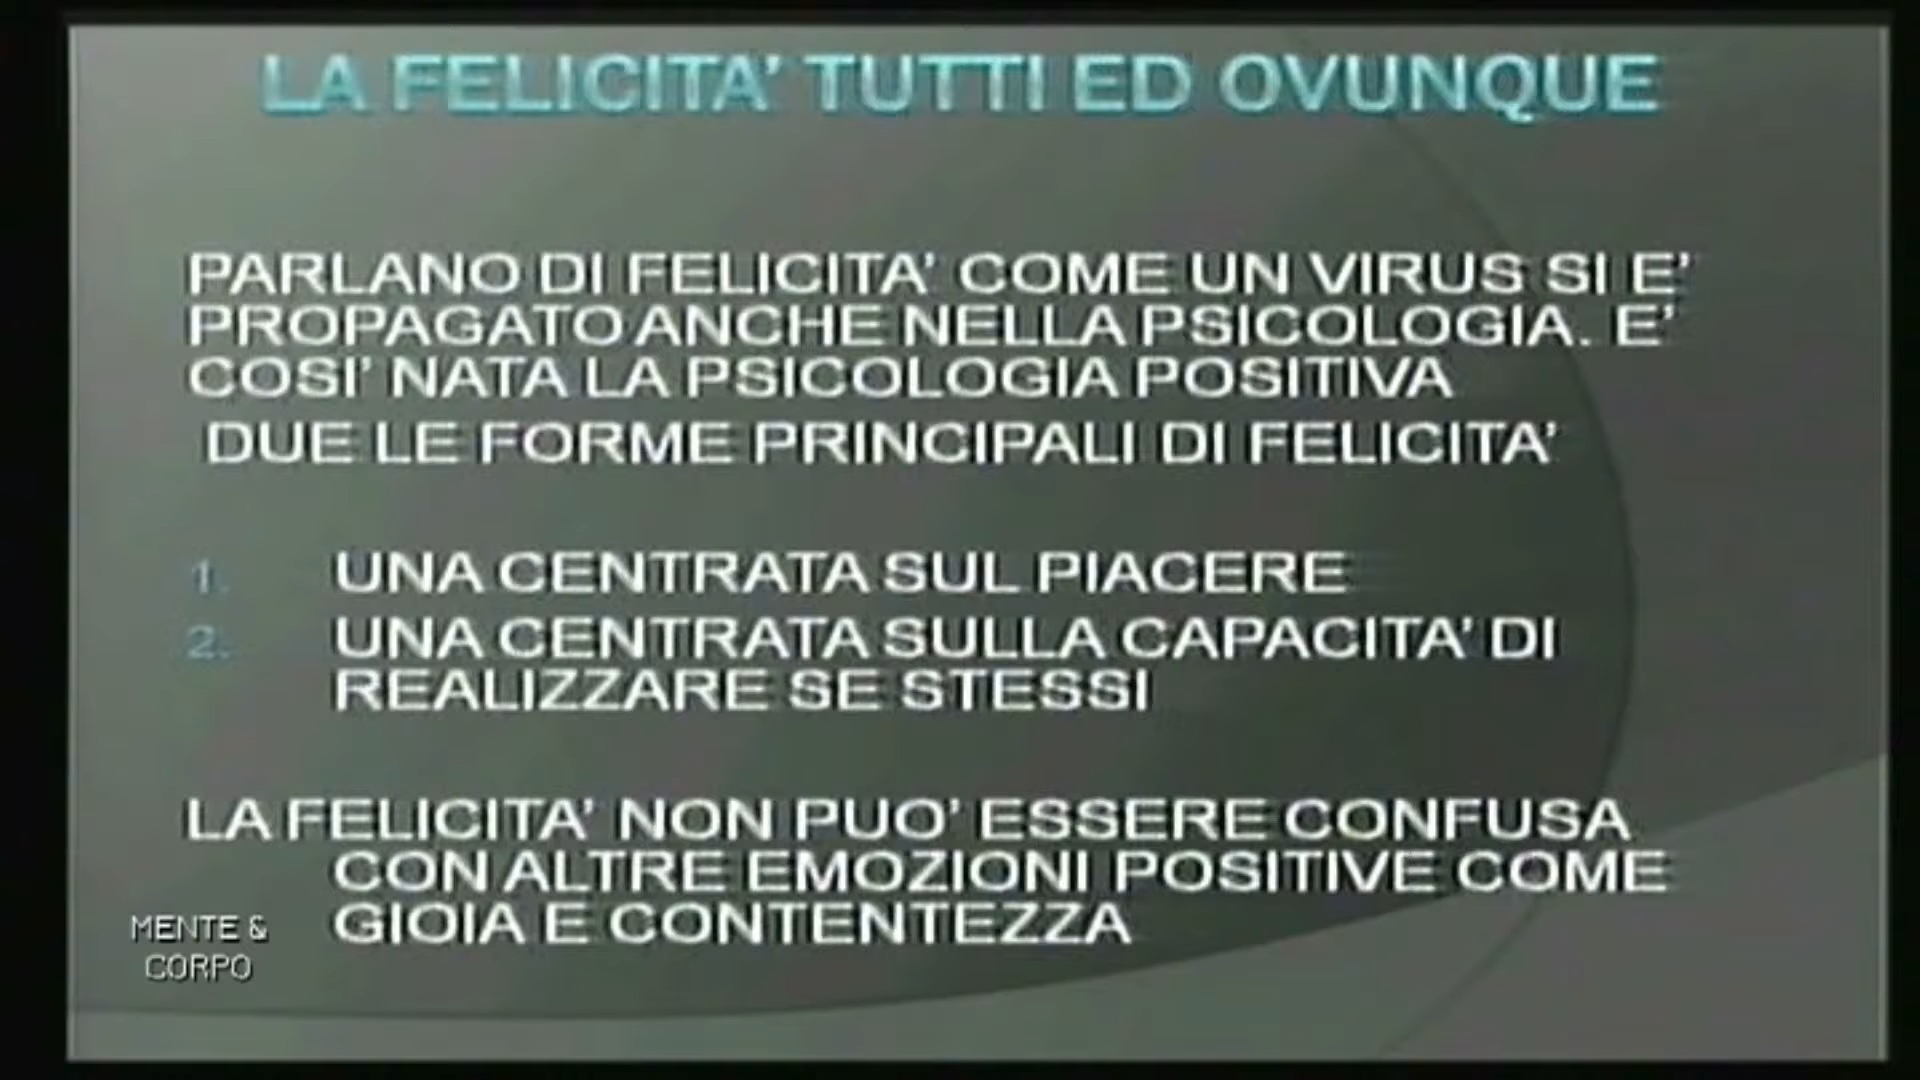 LA FELICITA' TUTTI ED OVUNQUE
PARLANO DI FELICITA' COME UN VIRUS SI E'
PROPAGATO ANCHE NELLA PSICOLOGIA. E'
COSI' NATA LA PSICOLOGIA POSITIVA
DUE LE FORME PRINCIPALI DI FELICITA'
1. UNA CENTRATA SUL PIACERE
2. UNA CENTRATA SULLA CAPACITA' DI
REALIZZARE SE STESSI
LA FELICITA' NON PUO' ESSERE CONFUSA
CON ALTRE EMOZIONI POSITIVE COME
GIOIA E CONTENTEZZA
MENTE &
CORPO